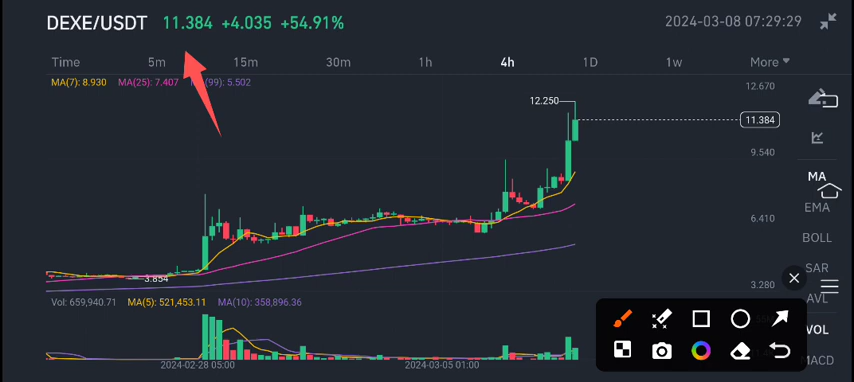 DEXE/USDT 11.384 +4.035 +54.91% 2024-03-08 07:29:29
Time 5m 15m 30m 1h 4h 1D 1w More
MA(7): 8.930 MA(25): 7.407 (99): 5.502
12.670
12.250
11.384
9.540
MA
EMA
6.410
BOLL
SAR
3.854
3.280
AVL
Vol: 659,940.71 MA(5): 521,453.11 MA(10): 358,896.36
VOL
MACD
2024-02-28 05:00 2024-03-05 01:00